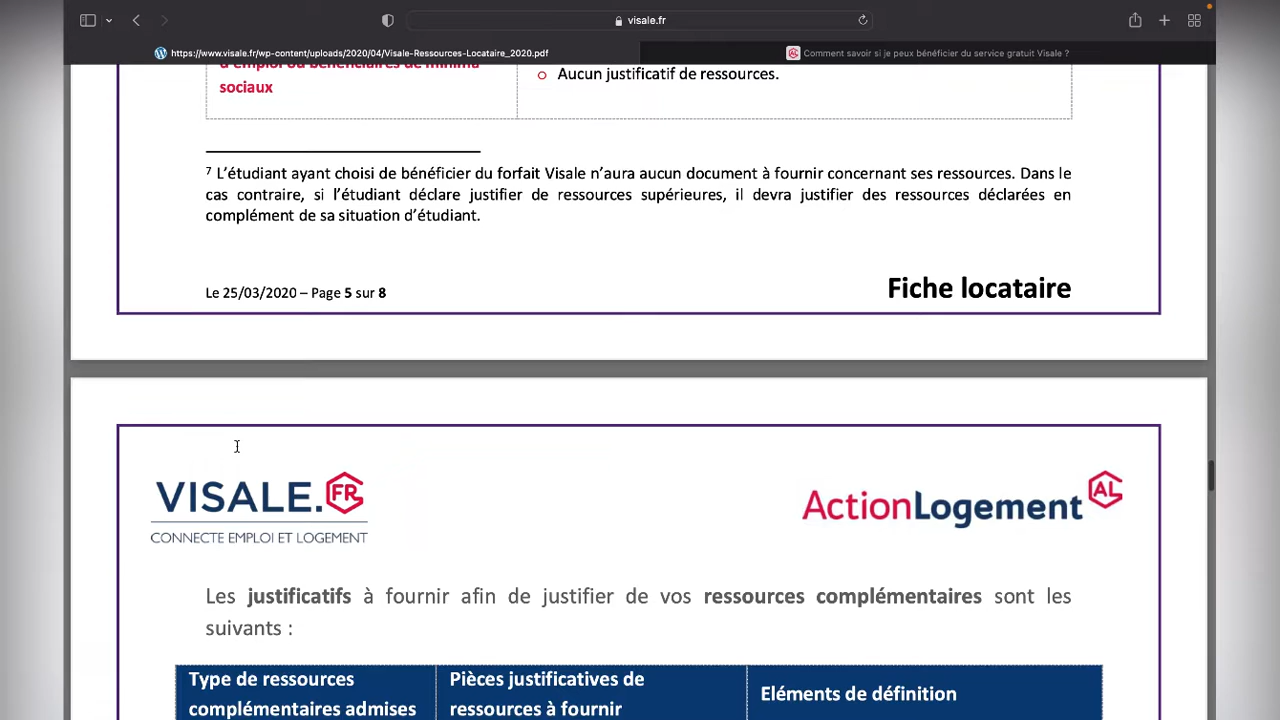 visale.fr
https://www.visale.fr/wp-content/uploads/2020/04/Visale-Ressources-Locataire_2020.pdf
Comment savoir si je peux bénéficier du service gratuit Visale ?
d'emploi ou bénéficiaires de minima
sociaux
o Aucun justificatif de ressources.
7 L'étudiant ayant choisi de bénéficier du forfait Visale n'aura aucun document à fournir concernant ses ressources. Dans le
cas contraire, si l'étudiant déclare justifier de ressources supérieures, il devra justifier des ressources déclarées en
complément de sa situation d'étudiant.
Le 25/03/2020 – Page 5 sur 8
Fiche locataire
VISALE.FR
CONNECTE EMPLOI ET LOGEMENT
ActionLogement AL
Les justificatifs à fournir afin de justifier de vos ressources complémentaires sont les
suivants :
Type de ressources
complémentaires admises
Pièces justificatives de
ressources à fournir
Eléments de définition